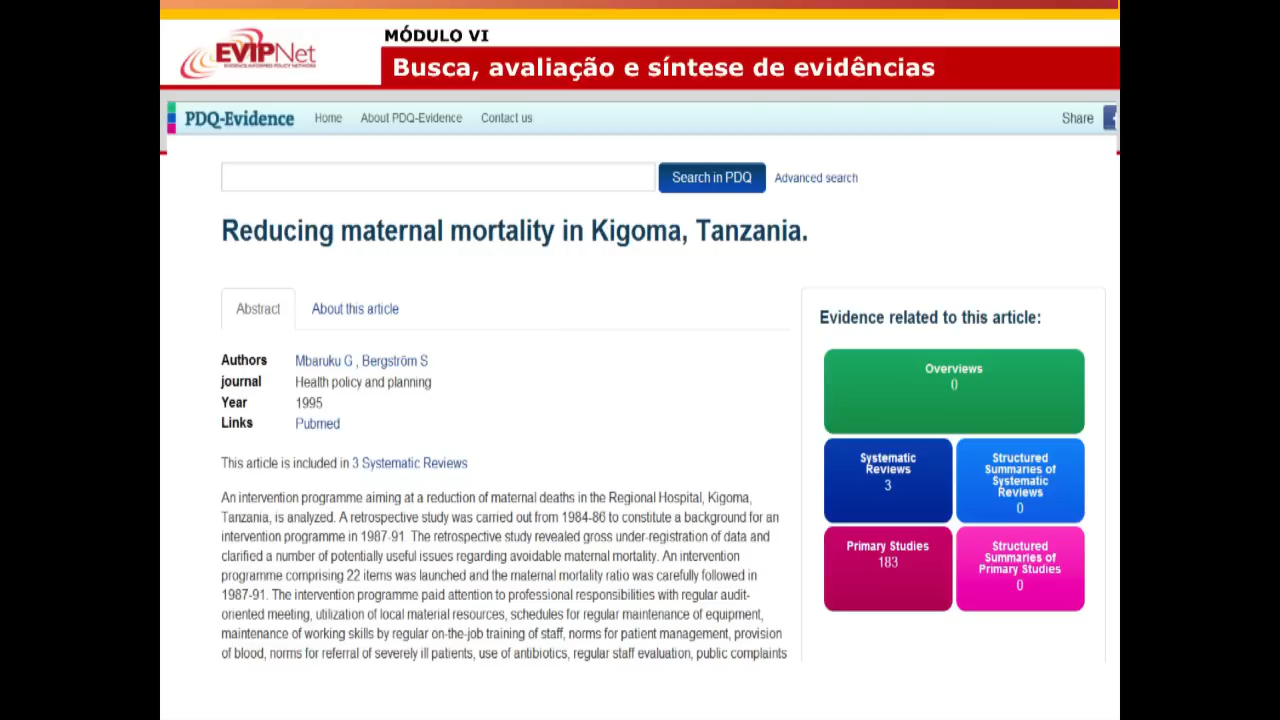 MÓDULO VI
EVIPNet
EVIDENCE-INFORMED POLICY NETWORK
Busca, avaliação e síntese de evidências
PDQ-Evidence Home About PDQ-Evidence Contact us Share
Search in PDQ Advanced search
Reducing maternal mortality in Kigoma, Tanzania.
Abstract About this article
Authors Mbaruku G , Bergström S
journal Health policy and planning
Year 1995
Links Pubmed
This article is included in 3 Systematic Reviews
An intervention programme aiming at a reduction of maternal deaths in the Regional Hospital, Kigoma,
Tanzania, is analyzed. A retrospective study was carried out from 1984-86 to constitute a background for an
intervention programme in 1987-91. The retrospective study revealed gross under-registration of data and
clarified a number of potentially useful issues regarding avoidable maternal mortality. An intervention
programme comprising 22 items was launched and the maternal mortality ratio was carefully followed in
1987-91. The intervention programme paid attention to professional responsibilities with regular audit-
oriented meeting, utilization of local material resources, schedules for regular maintenance of equipment,
maintenance of working skills by regular on-the-job training of staff, norms for patient management, provision
of blood, norms for referral of severely ill patients, use of antibiotics, regular staff evaluation, public complaints
Evidence related to this article:
Overviews
0
Systematic
Reviews
3
Structured
Summaries of
Systematic
Reviews
0
Primary Studies
183
Structured
Summaries of
Primary Studies
0